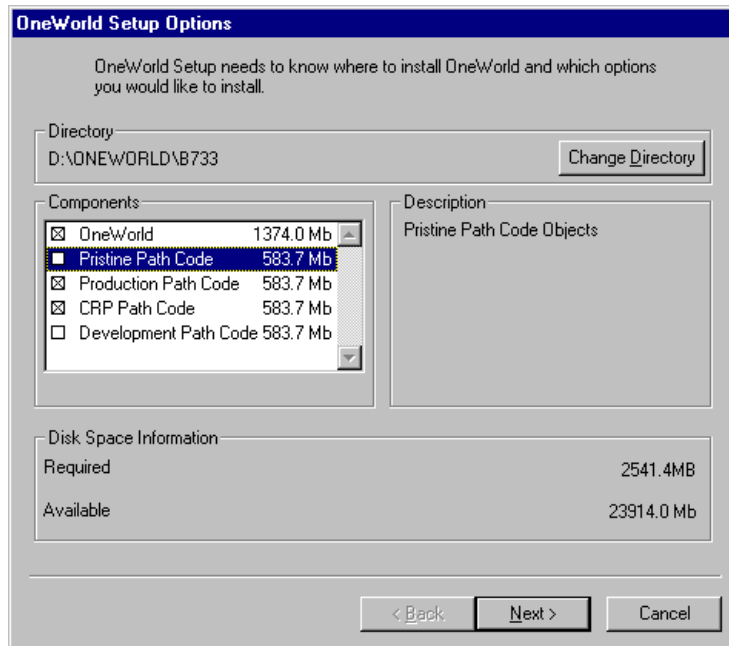 OneWorld Setup Options
OneWorld Setup needs to know where to install OneWorld and which options
you would like to install.
Directory
D:\ONEWORLD\B733
Change Directory
Components
OneWorld 1374.0 Mb
Pristine Path Code 583.7 Mb
Production Path Code 583.7 Mb
CRP Path Code 583.7 Mb
Development Path Code 583.7 Mb
Description
Pristine Path Code Objects
Disk Space Information
Required 2541.4MB
Available 23914.0 Mb
< Back Next > Cancel